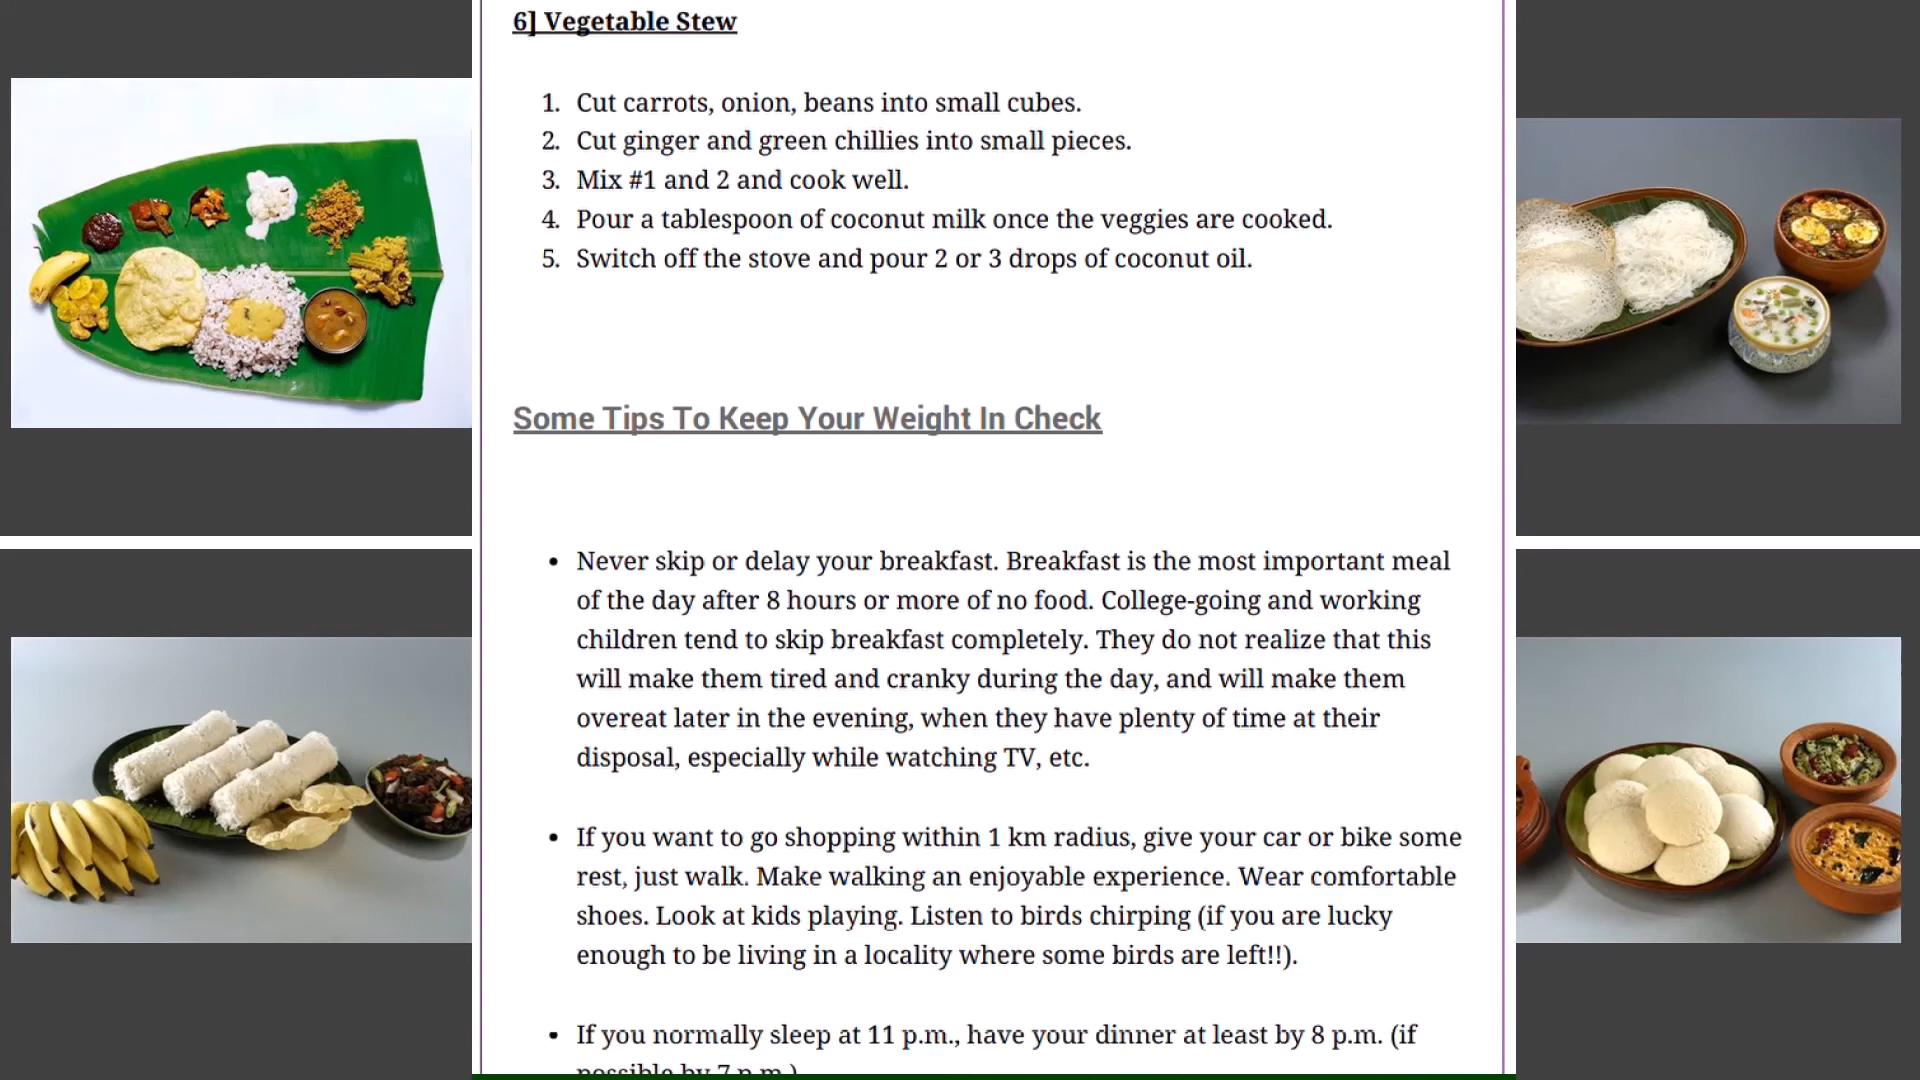 6] Vegetable Stew
1. Cut carrots, onion, beans into small cubes.
2. Cut ginger and green chillies into small pieces.
3. Mix #1 and 2 and cook well.
4. Pour a tablespoon of coconut milk once the veggies are cooked.
5. Switch off the stove and pour 2 or 3 drops of coconut oil.
Some Tips To Keep Your Weight In Check
• Never skip or delay your breakfast. Breakfast is the most important meal
of the day after 8 hours or more of no food. College-going and working
children tend to skip breakfast completely. They do not realize that this
will make them tired and cranky during the day, and will make them
overeat later in the evening, when they have plenty of time at their
disposal, especially while watching TV, etc.
• If you want to go shopping within 1 km radius, give your car or bike some
rest, just walk. Make walking an enjoyable experience. Wear comfortable
shoes. Look at kids playing. Listen to birds chirping (if you are lucky
enough to be living in a locality where some birds are left!!).
• If you normally sleep at 11 p.m., have your dinner at least by 8 p.m. (if
possible by 7 p.m.)